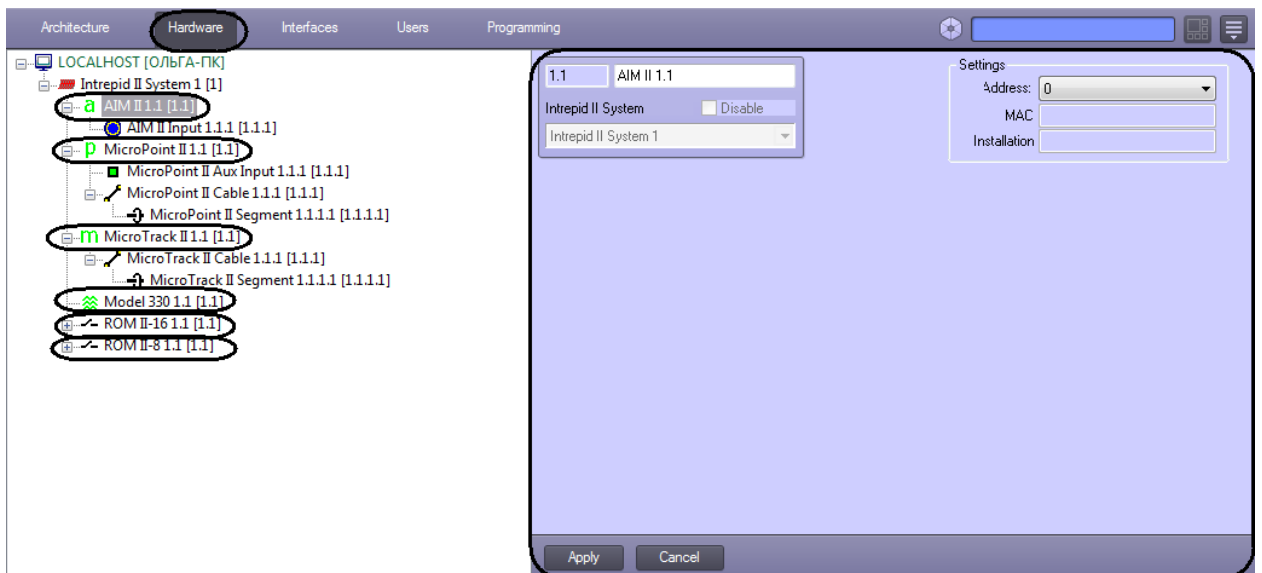 Architecture Hardware Interfaces Users Programming
LOCALHOST [ОЛЬГА-ПК]
Intrepid II System 1 [1]
a AIM II 1.1 [1.1]
AIM II Input 1.1.1 [1.1.1]
p MicroPoint II 1.1 [1.1]
MicroPoint II Aux Input 1.1.1 [1.1.1]
MicroPoint II Cable 1.1.1 [1.1.1]
MicroPoint II Segment 1.1.1.1 [1.1.1.1]
m MicroTrack II 1.1 [1.1]
MicroTrack II Cable 1.1.1 [1.1.1]
MicroTrack II Segment 1.1.1.1 [1.1.1.1]
Model 330 1.1 [1.1]
ROM II-16 1.1 [1.1]
ROM II-8 1.1 [1.1]
1.1 AIM II 1.1
Intrepid II System Disable
Intrepid II System 1
Settings
Address: 0
MAC
Installation
Apply Cancel